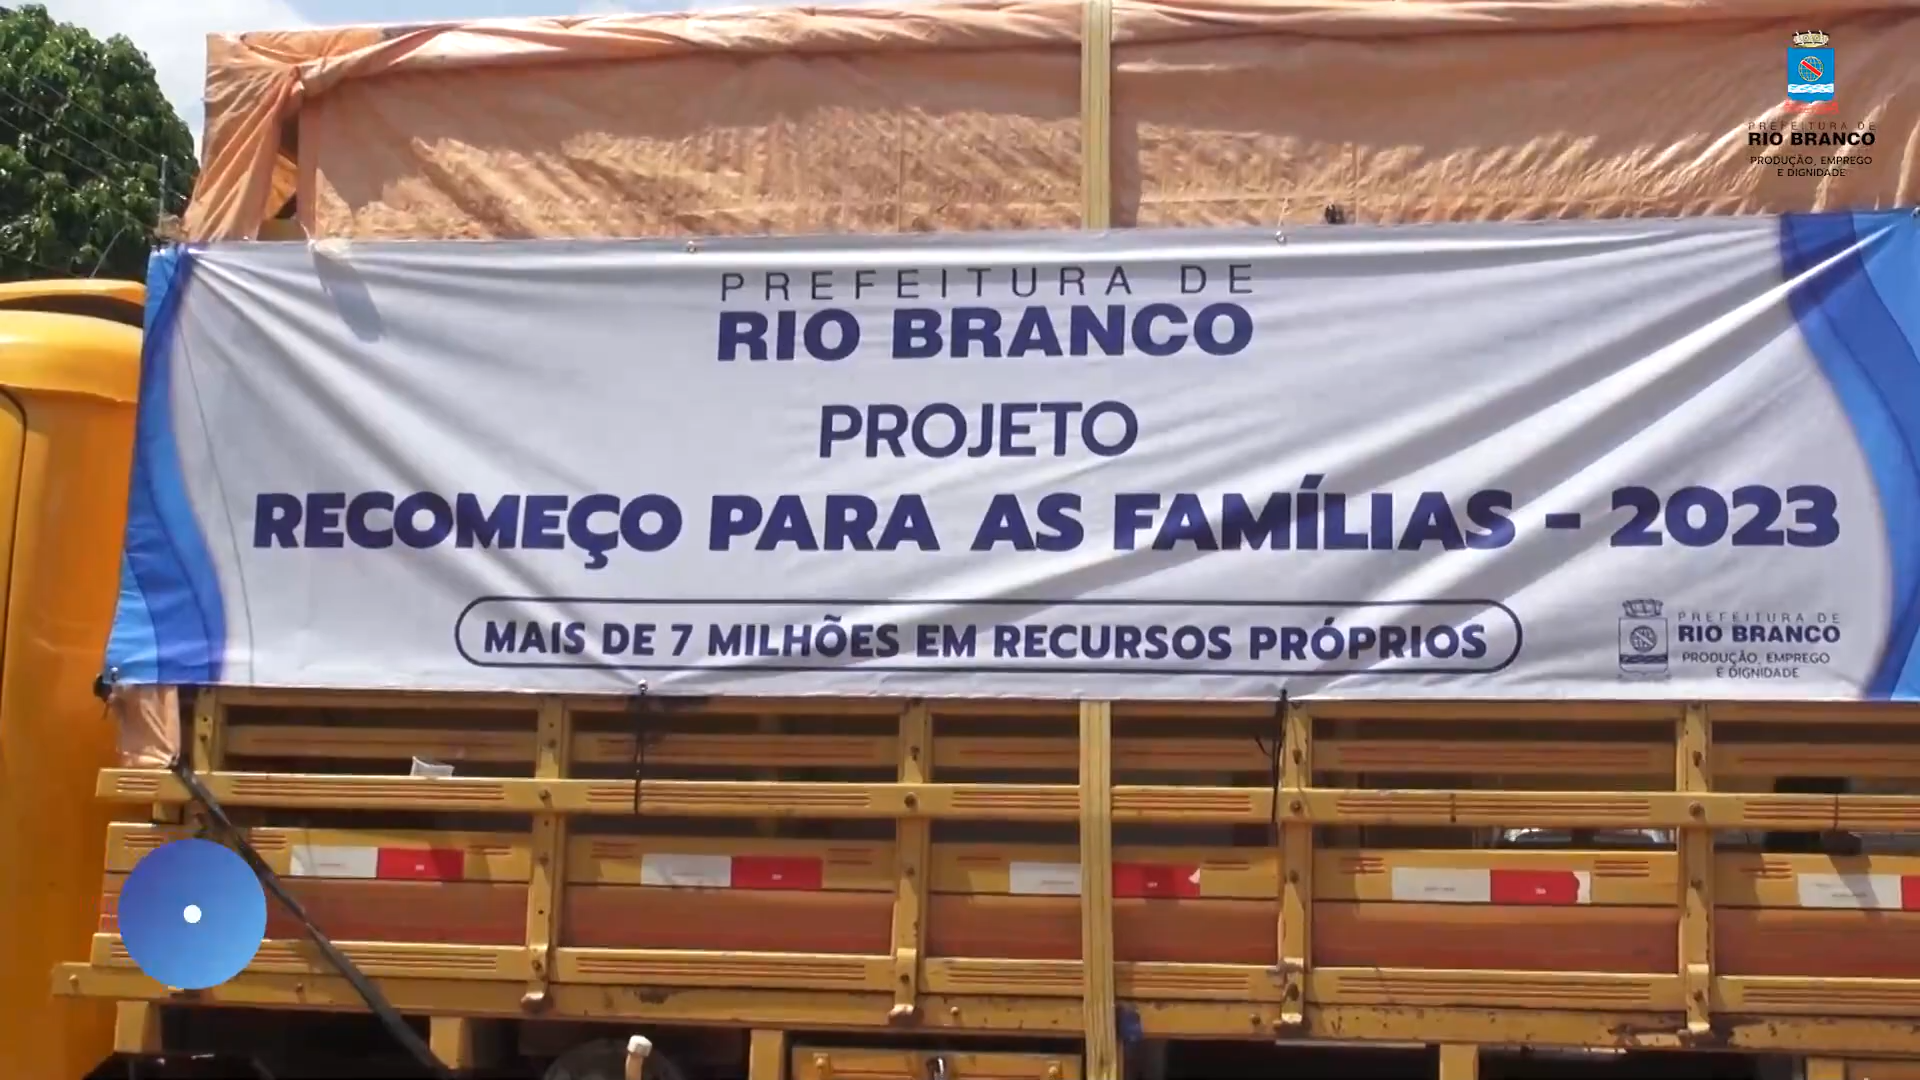 PREFEITURA DE
RIO BRANCO
PRODUÇÃO, EMPREGO
E DIGNIDADE
PREFEITURA DE
RIO BRANCO
PROJETO
RECOMEÇO PARA AS FAMÍLIAS - 2023
MAIS DE 7 MILHÕES EM RECURSOS PRÓPRIOS
PREFEITURA DE
RIO BRANCO
PRODUÇÃO, EMPREGO
E DIGNIDADE